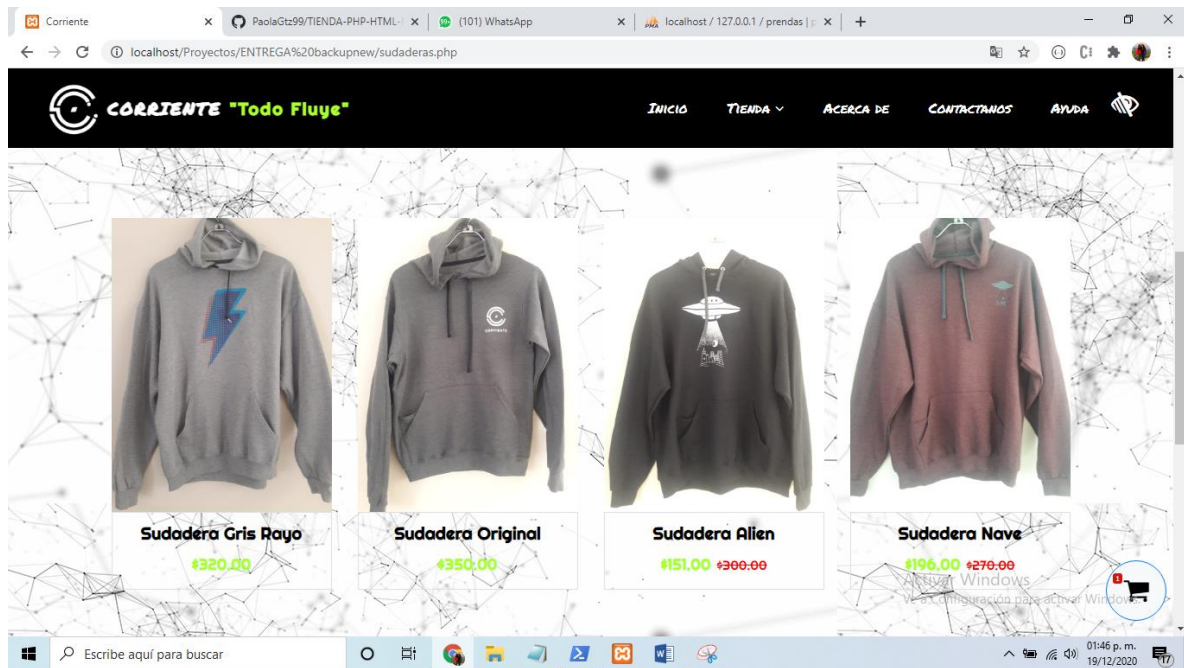 Corriente
PaolaGtz99/TIENDA-PHP-HTML-
(101) WhatsApp
localhost / 127.0.0.1 / prendas | p
localhost/Proyectos/ENTREGA%20backupnew/sudaderas.php
CORRIENTE "Todo Fluye"
Inicio
Tienda
Acerca de
Contactanos
Ayuda
CORRIENTE
Sudadera Gris Rayo
Sudadera Original
Sudadera Alien
Sudadera Nave
$320.00
$350.00
$151,00 $300.00
$196,00 $270.00
Activar Windows
Ve a Configuración para activar Windows.
1
Escribe aquí para buscar
01:46 p. m.
19/12/2020
17